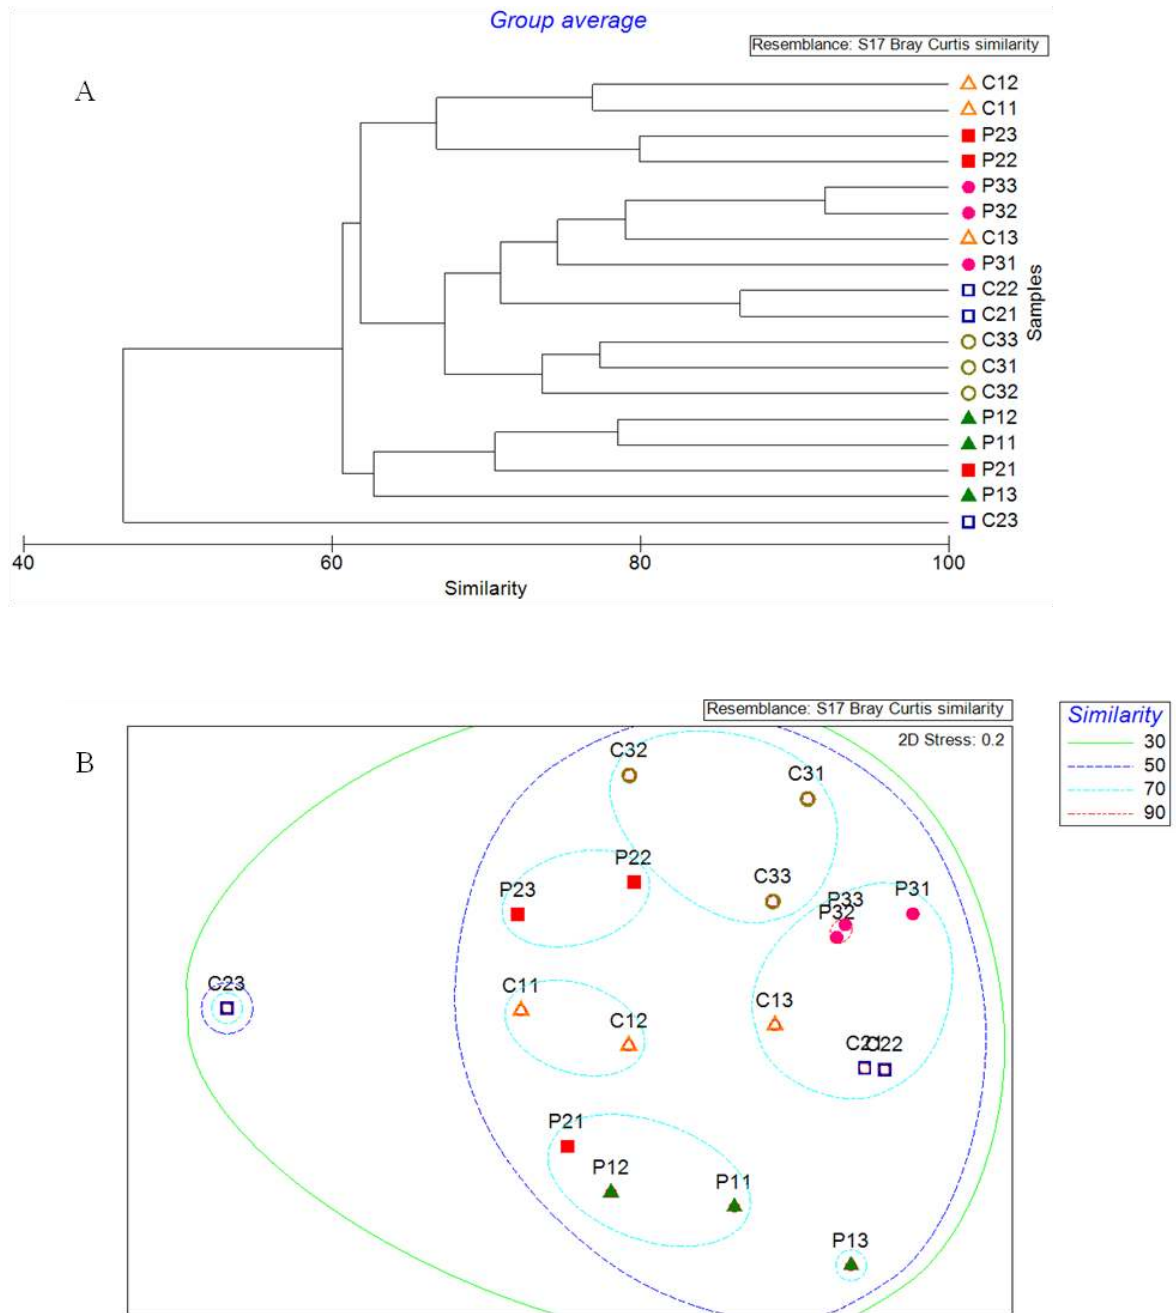 Group average
Resemblance: S17 Bray Curtis similarity
A
C12
C11
P23
P22
P33
P32
C13
P31
C22
C21
C33
C31
C32
P12
P11
P21
P13
C23
Samples
40 60 80 100
Similarity
Resemblance: S17 Bray Curtis similarity
Similarity
30
50
70
90
B
2D Stress: 0.2
C32
C31
P22
P23
C33
P33
P31
P32
C23
C11
C12
C13
C21
C22
P21
P12
P11
P13